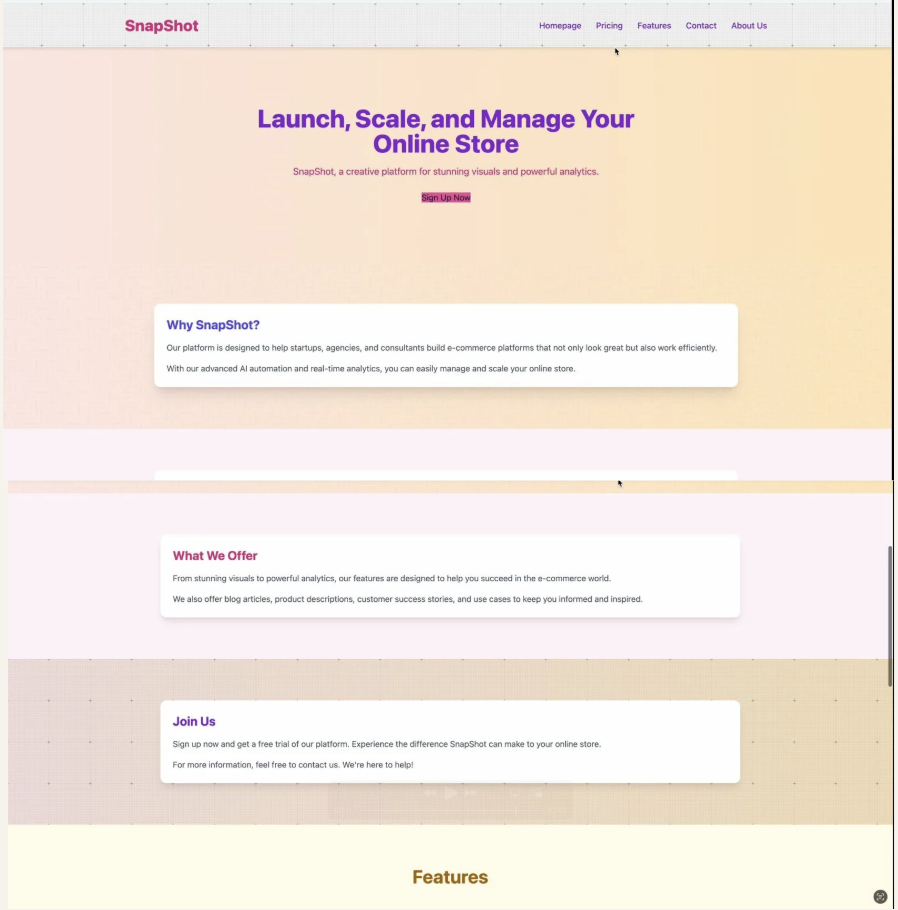 SnapShot
Homepage Pricing Features Contact About Us
Launch, Scale, and Manage Your
Online Store
SnapShot, a creative platform for stunning visuals and powerful analytics.
Sign Up Now
Why SnapShot?
Our platform is designed to help startups, agencies, and consultants build e-commerce platforms that not only look great but also work efficiently.
With our advanced AI automation and real-time analytics, you can easily manage and scale your online store.
What We Offer
From stunning visuals to powerful analytics, our features are designed to help you succeed in the e-commerce world.
We also offer blog articles, product descriptions, customer success stories, and use cases to keep you informed and inspired.
Join Us
Sign up now and get a free trial of our platform. Experience the difference SnapShot can make to your online store.
For more information, feel free to contact us. We're here to help!
Features